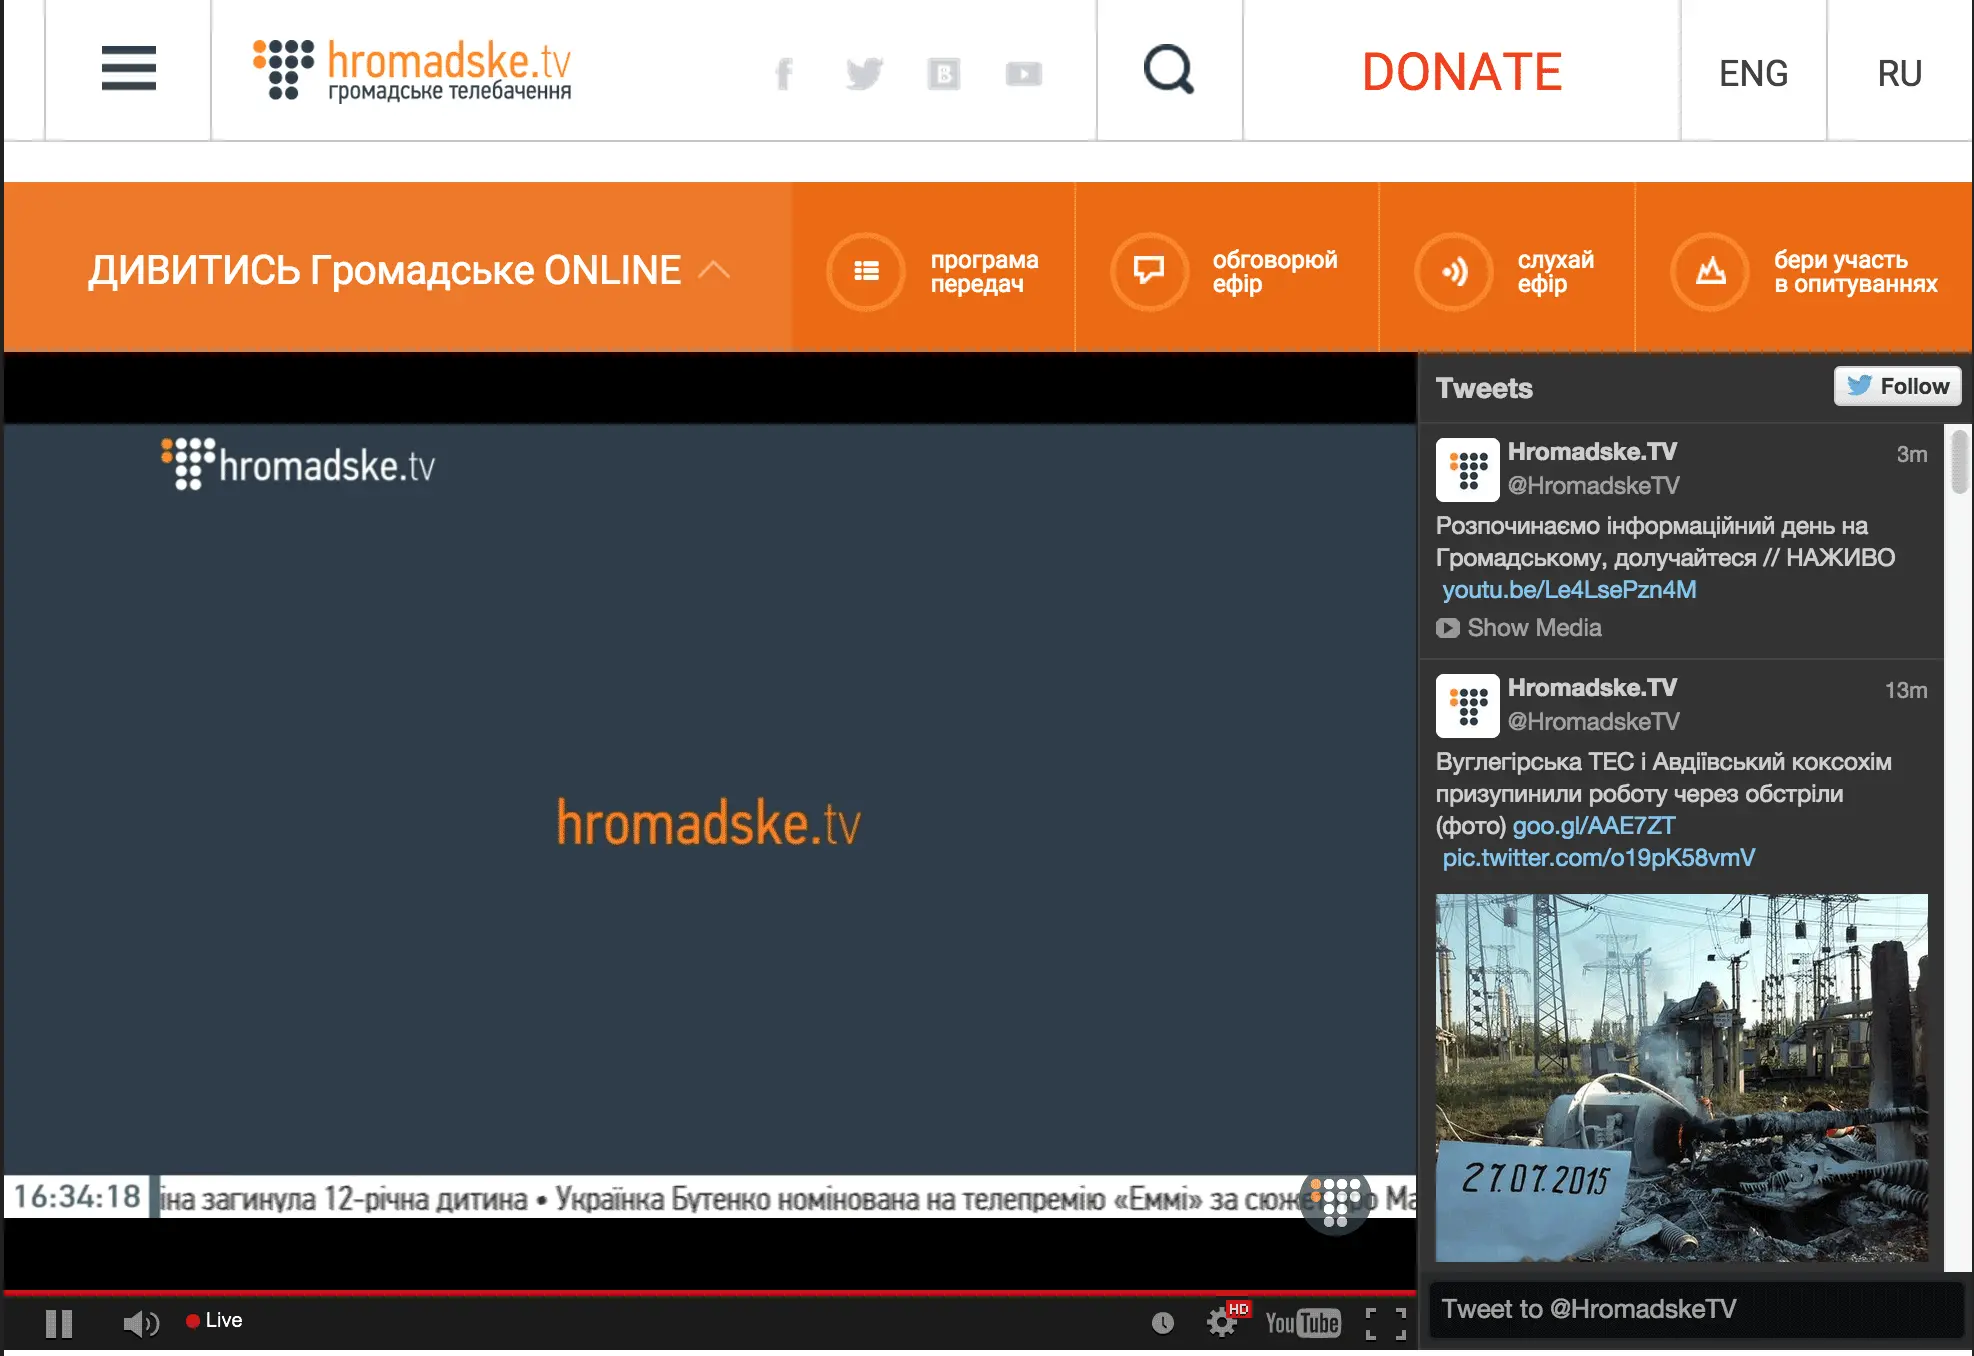 hromadske.tv
громадське телебачення
DONATE
ENG
RU
ДИВИТИСЬ Громадське ONLINE
програма
передач
обговорюй
ефір
слухай
ефір
бери участь
в опитуваннях
hromadske.tv
hromadske.tv
16:34:18
іна загинула 12-річна дитина • Українка Бутенко номінована на телепремію «Еммі» за сюже
Live
HD
YouTube
Tweets
Follow
Hromadske.TV
3m
@HromadskeTV
Розпочинаємо інформаційний день на
Громадському, долучайтеся // НАЖИВО
youtu.be/Le4LsePzn4M
Show Media
Hromadske.TV
13m
@HromadskeTV
Вуглегірська ТЕС і Авдіївський коксохім
призупинили роботу через обстріли
(фото) goo.gl/AAE7ZT
pic.twitter.com/o19pK58vmV
27.07.2015
Tweet to @HromadskeTV